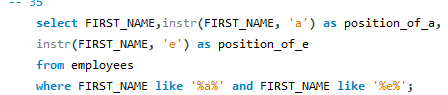 -- 35
select FIRST_NAME,instr(FIRST_NAME, 'a') as position_of_a,
instr(FIRST_NAME, 'e') as position_of_e
from employees
where FIRST_NAME like '%a%' and FIRST_NAME like '%e%';